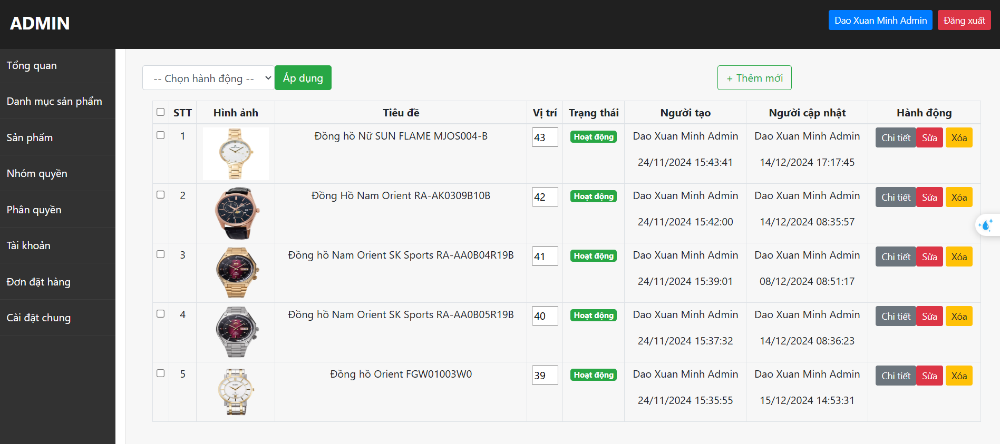 ADMIN
Dao Xuan Minh Admin
Đăng xuất
Tổng quan
Danh mục sản phẩm
Sản phẩm
Nhóm quyền
Phân quyền
Tài khoản
Đơn đặt hàng
Cài đặt chung
-- Chọn hành động --
Áp dụng
+ Thêm mới
STT Hình ảnh Tiêu đề Vị trí Trạng thái Người tạo Người cập nhật Hành động
1 Đồng hồ Nữ SUN FLAME MJOS004-B 43 Hoạt động Dao Xuan Minh Admin Dao Xuan Minh Admin Chi tiết Sửa Xóa
24/11/2024 15:43:41 14/12/2024 17:17:45
2 Đồng Hồ Nam Orient RA-AK0309B10B 42 Hoạt động Dao Xuan Minh Admin Dao Xuan Minh Admin Chi tiết Sửa Xóa
24/11/2024 15:42:00 14/12/2024 08:35:57
3 Đồng hồ Nam Orient SK Sports RA-AA0B04R19B 41 Hoạt động Dao Xuan Minh Admin Dao Xuan Minh Admin Chi tiết Sửa Xóa
24/11/2024 15:39:01 08/12/2024 08:51:17
4 Đồng hồ Nam Orient SK Sports RA-AA0B05R19B 40 Hoạt động Dao Xuan Minh Admin Dao Xuan Minh Admin Chi tiết Sửa Xóa
24/11/2024 15:37:32 14/12/2024 08:36:23
5 Đồng hồ Orient FGW01003W0 39 Hoạt động Dao Xuan Minh Admin Dao Xuan Minh Admin Chi tiết Sửa Xóa
24/11/2024 15:35:55 15/12/2024 14:53:31